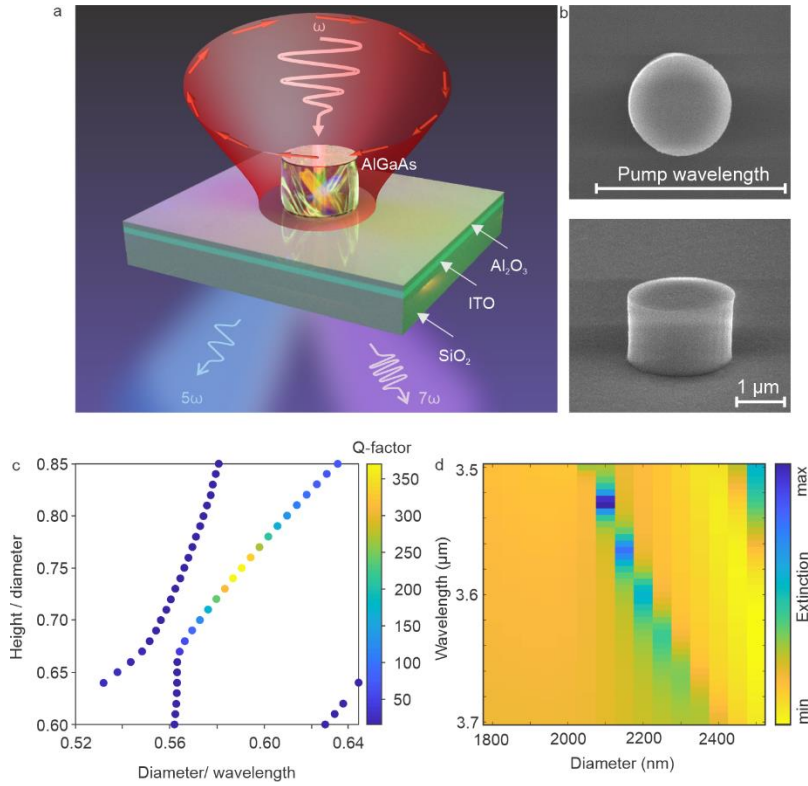 a
ω
AlGaAs
Al₂O₃
ITO
SiO₂
5ω
7ω
b
Pump wavelength
1 μm
c
Q-factor
0.85
0.80
0.75
0.70
0.65
0.60
Height / diameter
0.52
0.56
0.60
0.64
Diameter/ wavelength
350
300
250
200
150
100
50
d
3.5
3.6
3.7
Wavelength (μm)
1800
2000
2200
2400
Diameter (nm)
max
Extinction
min